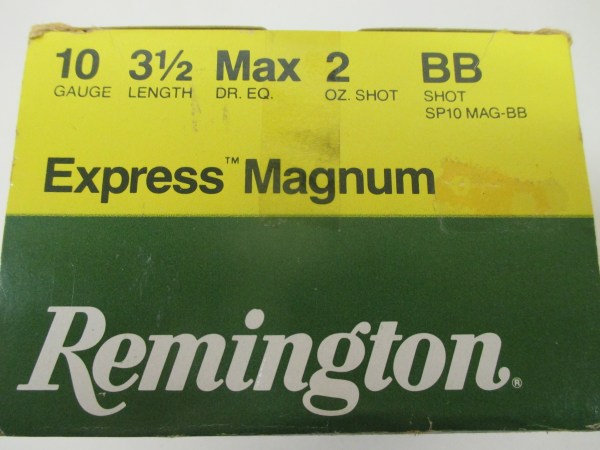 10 3½ Max 2 BB
GAUGE LENGTH DR. EQ. OZ. SHOT SHOT
SP10 MAG-BB
Express™ Magnum
Remington®